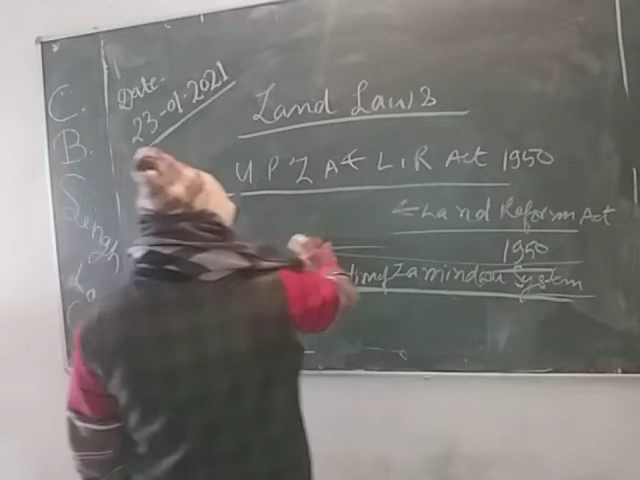 C.
B.
Singh
Date-
23-01-2021
Land Laws
U P Z A & L.R Act 1950
Land Reform Act
1950
Zamindari System